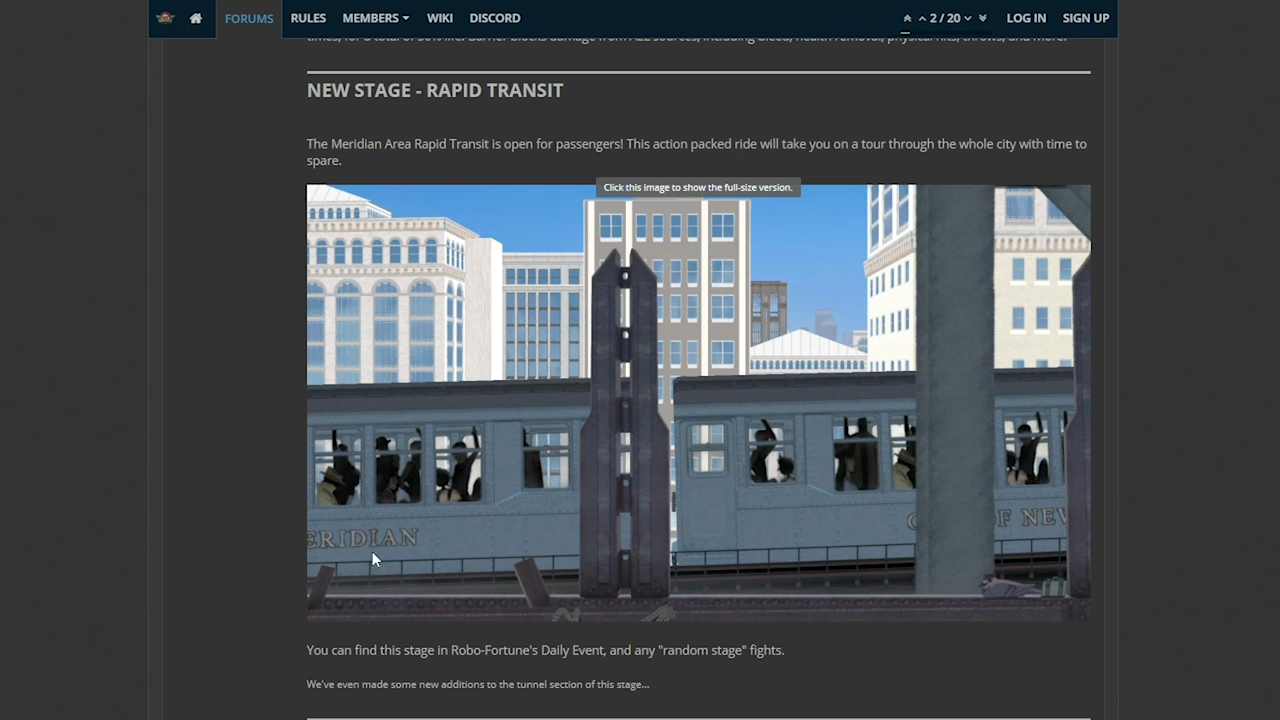 FORUMS RULES MEMBERS WIKI DISCORD 2 / 20 LOG IN SIGN UP
NEW STAGE - RAPID TRANSIT
The Meridian Area Rapid Transit is open for passengers! This action packed ride will take you on a tour through the whole city with time to
spare.
Click this image to show the full-size version.
ERIDIAN
OF NEW
You can find this stage in Robo-Fortune's Daily Event, and any "random stage" fights.
We've even made some new additions to the tunnel section of this stage...